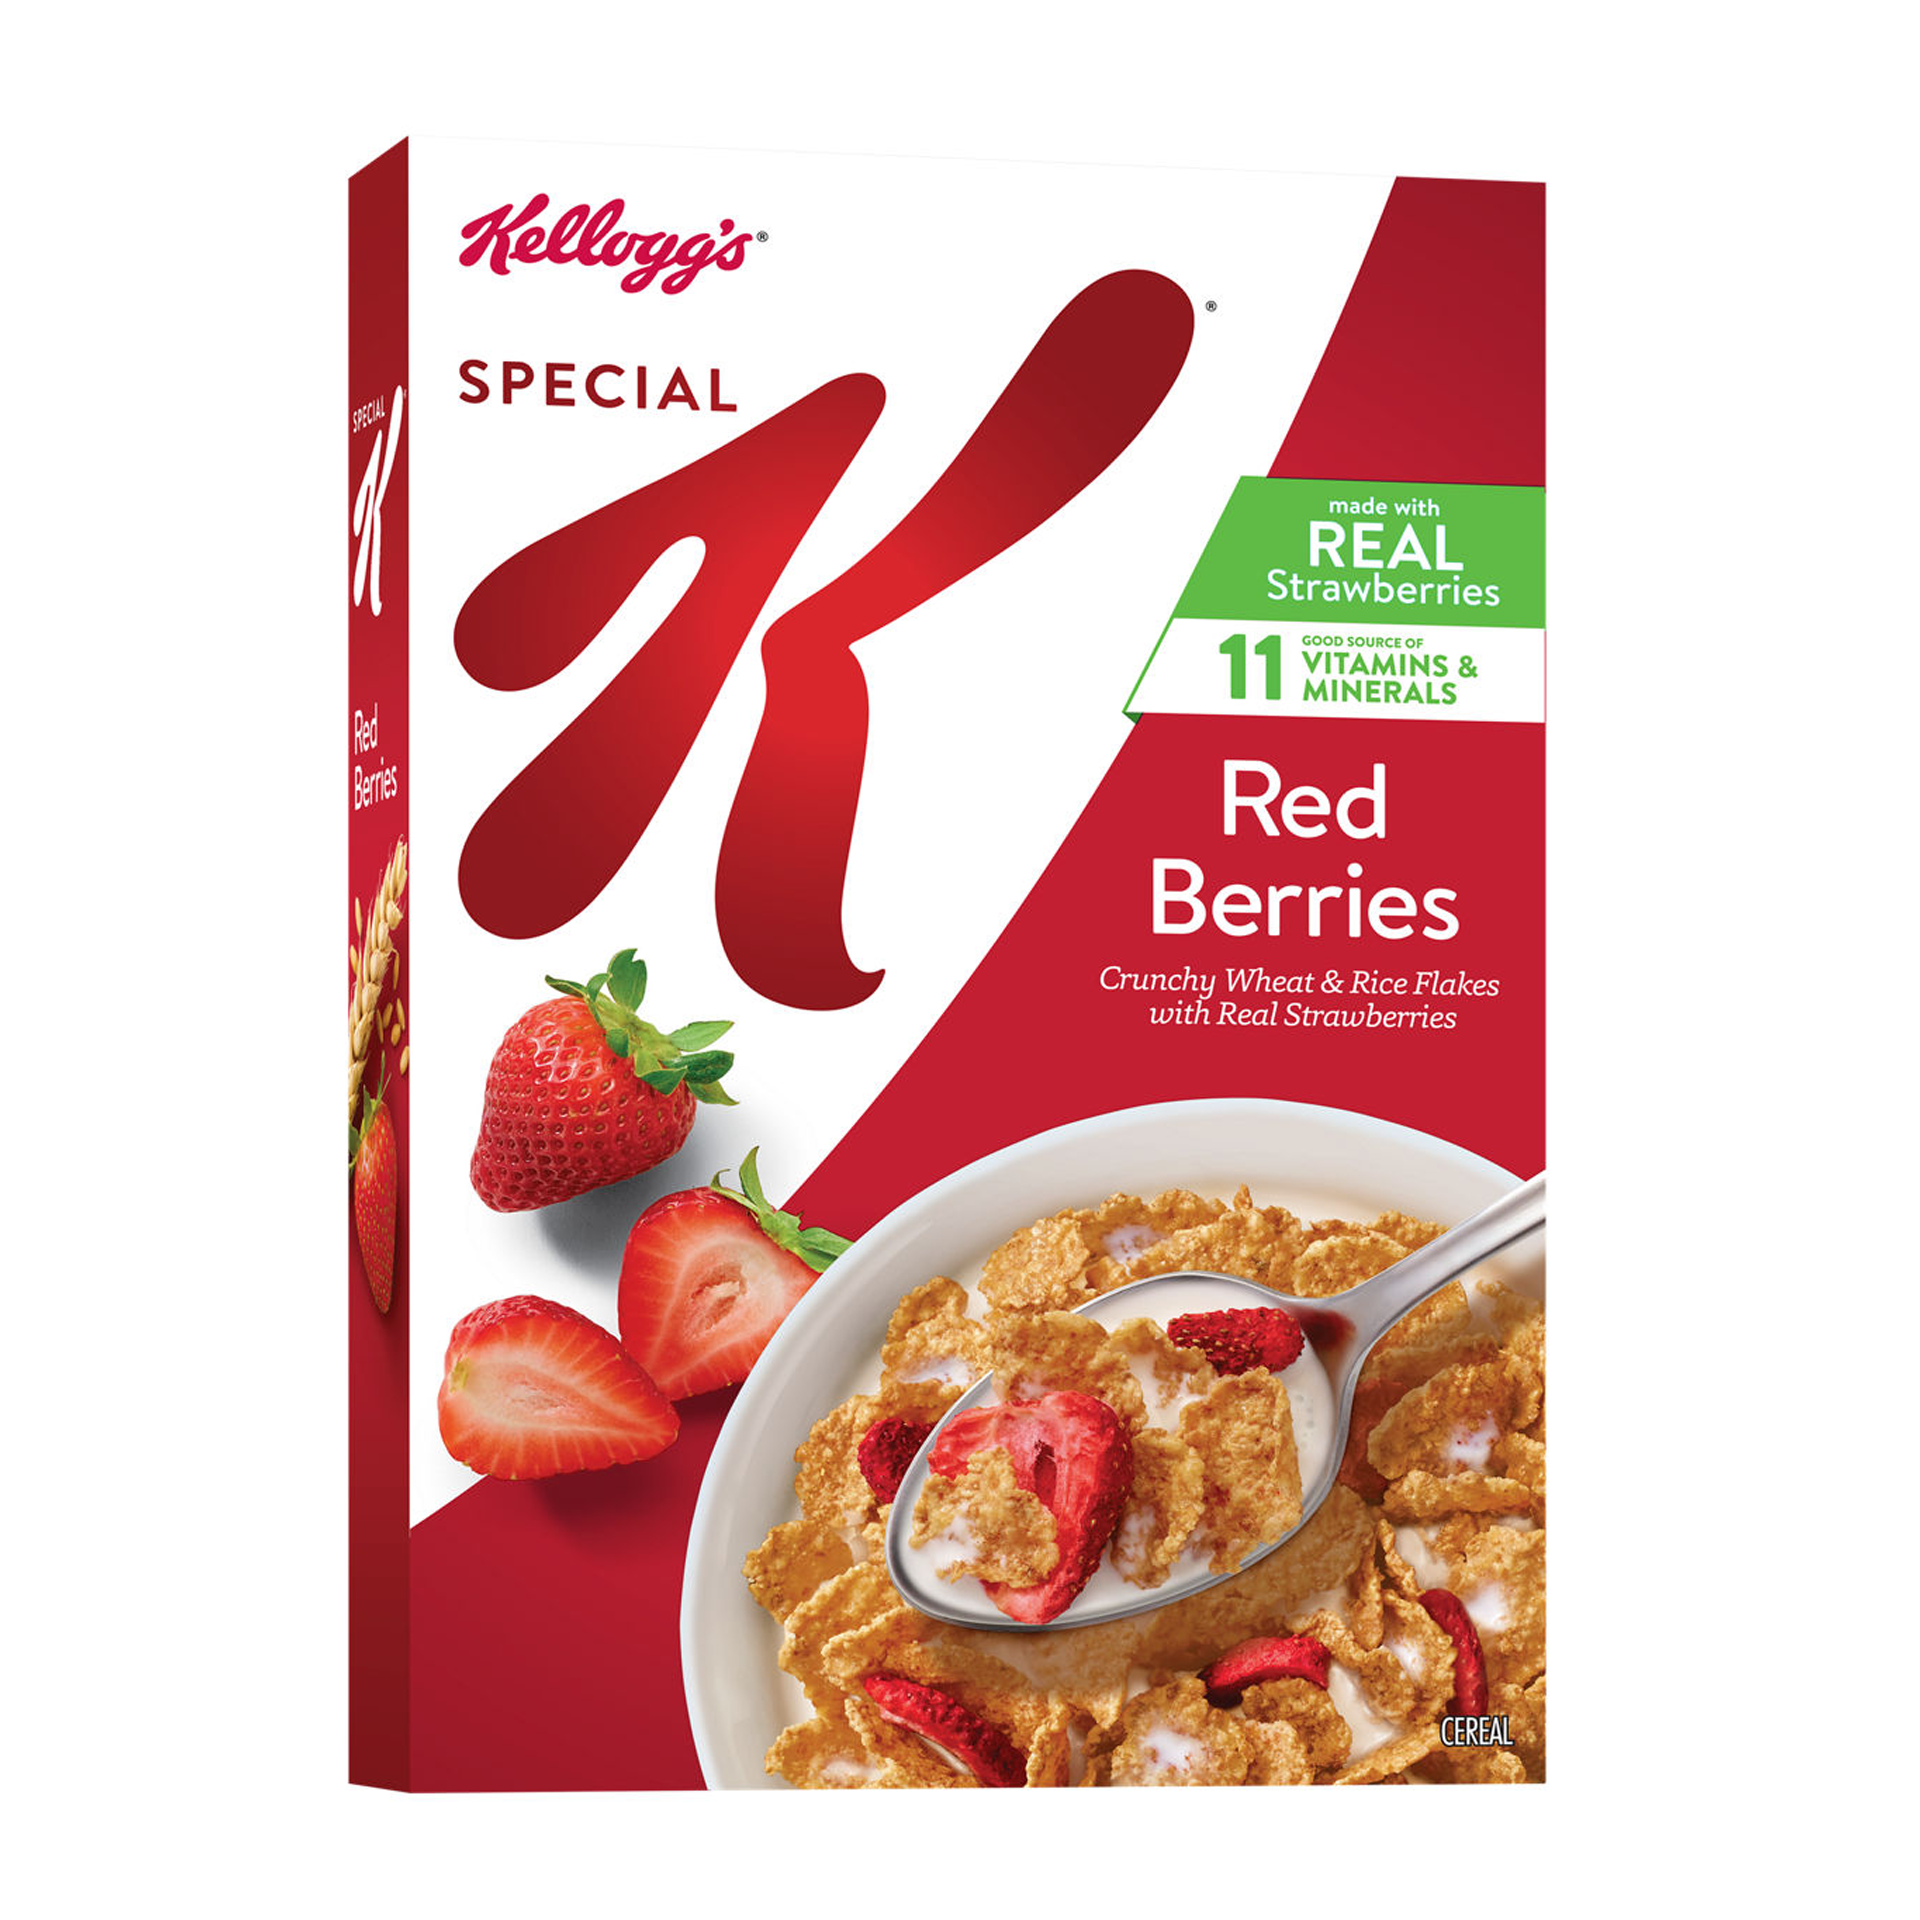 Kellogg's®
SPECIAL
K®
made with
REAL
Strawberries
11
GOOD SOURCE OF
VITAMINS &
MINERALS
Red
Berries
Crunchy Wheat & Rice Flakes
with Real Strawberries
CEREAL
SPECIAL
K
Red
Berries